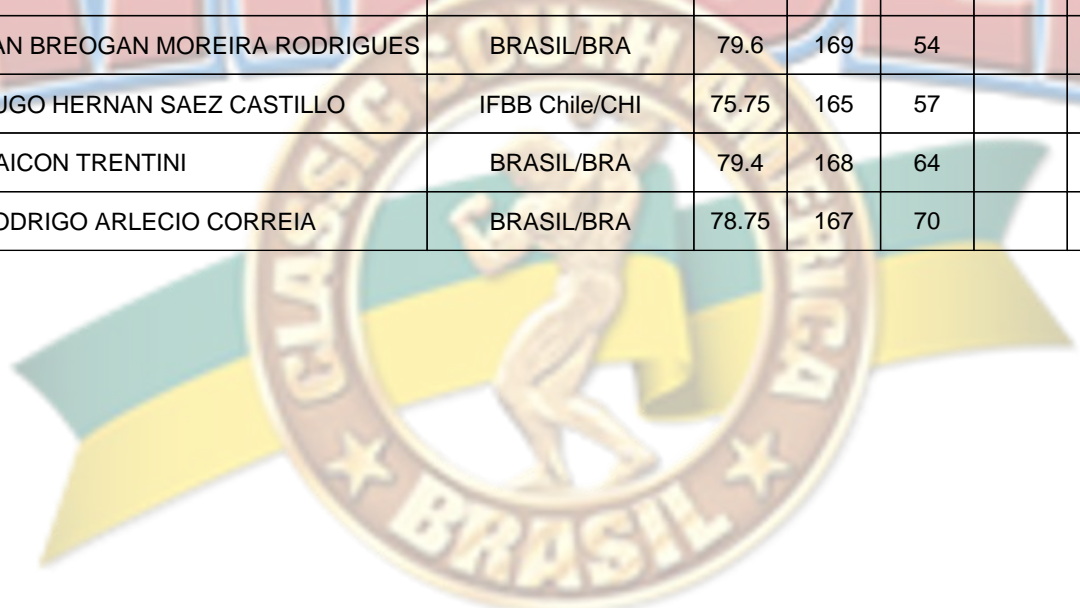 AN BREOGAN MOREIRA RODRIGUES BRASIL/BRA 79.6 169 54
UGO HERNAN SAEZ CASTILLO IFBB Chile/CHI 75.75 165 57
AICON TRENTINI BRASIL/BRA 79.4 168 64
ODRIGO ARLECIO CORREIA BRASIL/BRA 78.75 167 70
CLASSIC SOUTH AMERICA
BRASIL